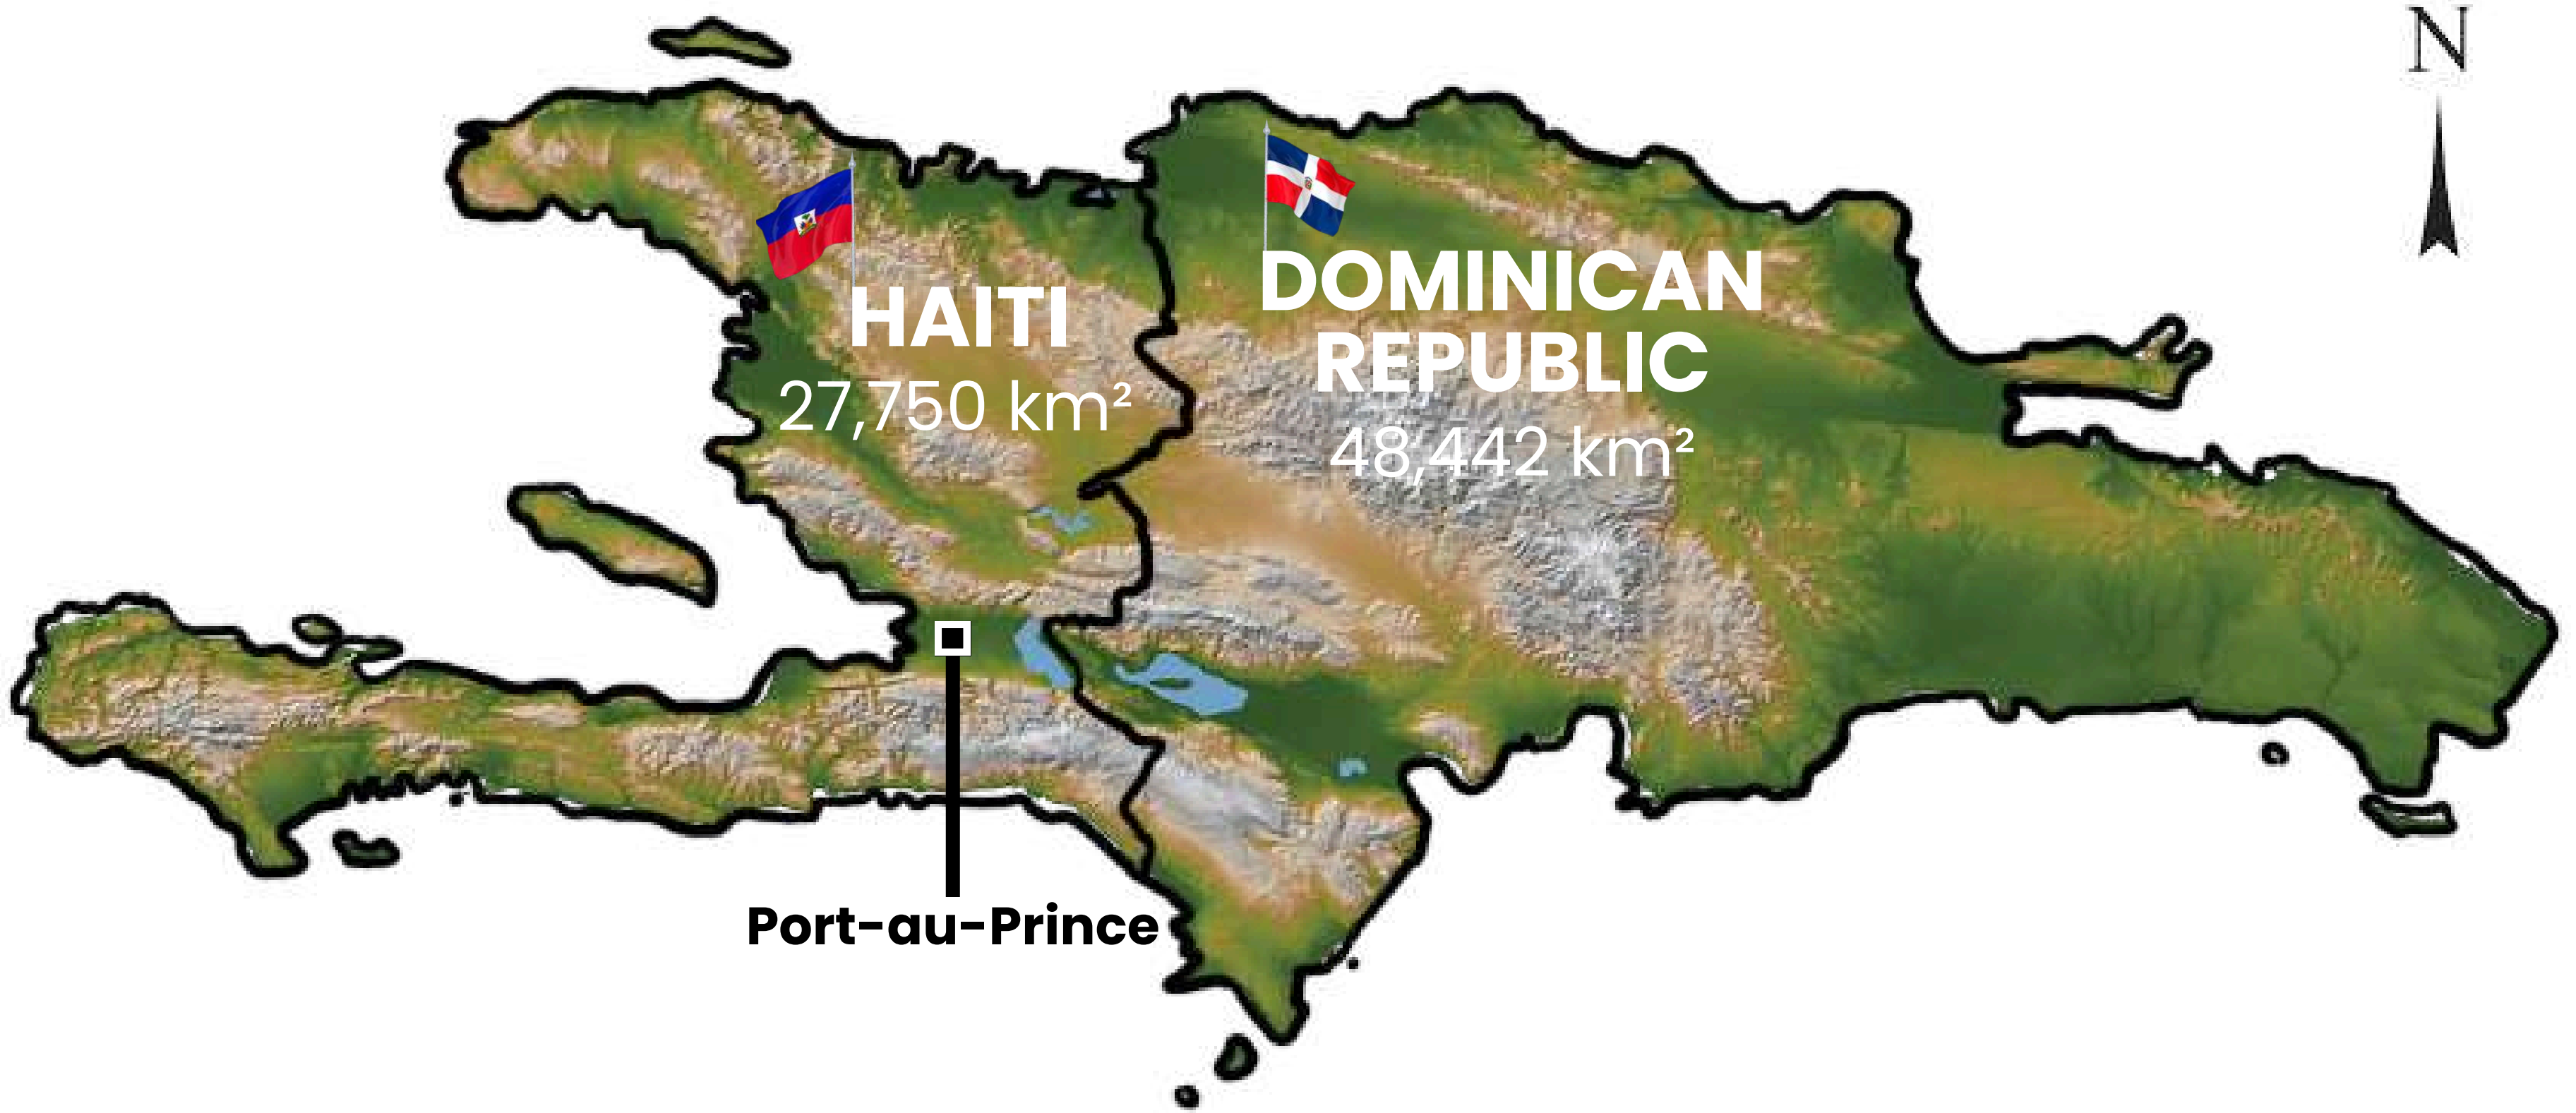 N
HAITI
27,750 km²
DOMINICAN
REPUBLIC
48,442 km²
Port-au-Prince